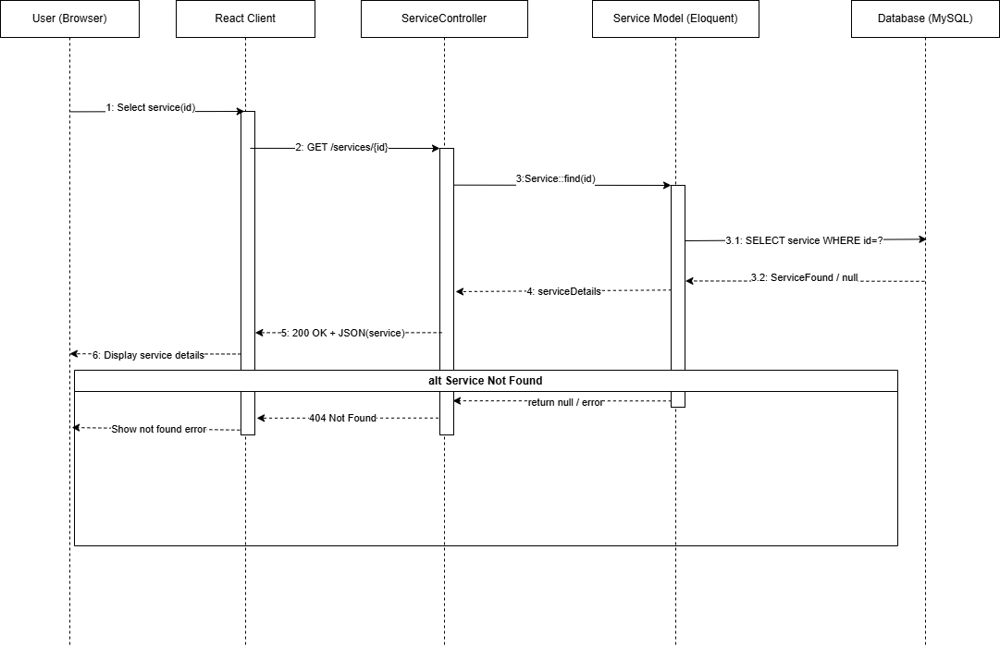 User (Browser)
React Client
ServiceController
Service Model (Eloquent)
Database (MySQL)
1: Select service(id)
2: GET /services/{id}
3:Service::find(id)
3.1: SELECT service WHERE id=?
3.2: ServiceFound / null
4: serviceDetails
5: 200 OK + JSON(service)
6: Display service details
alt Service Not Found
return null / error
404 Not Found
Show not found error